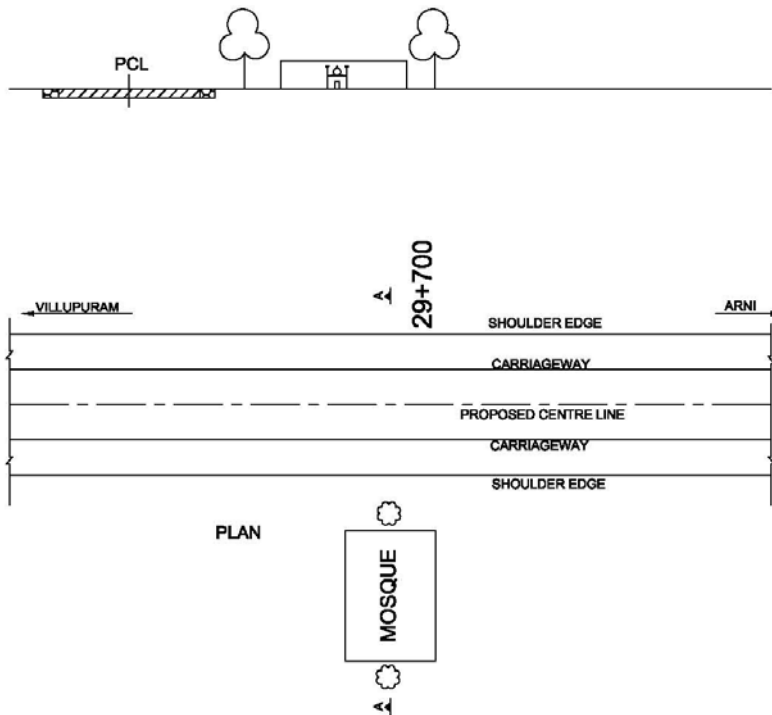 PCL
A
29+700
VILLUPURAM
ARNI
SHOULDER EDGE
CARRIAGEWAY
PROPOSED CENTRE LINE
CARRIAGEWAY
SHOULDER EDGE
PLAN
MOSQUE
A